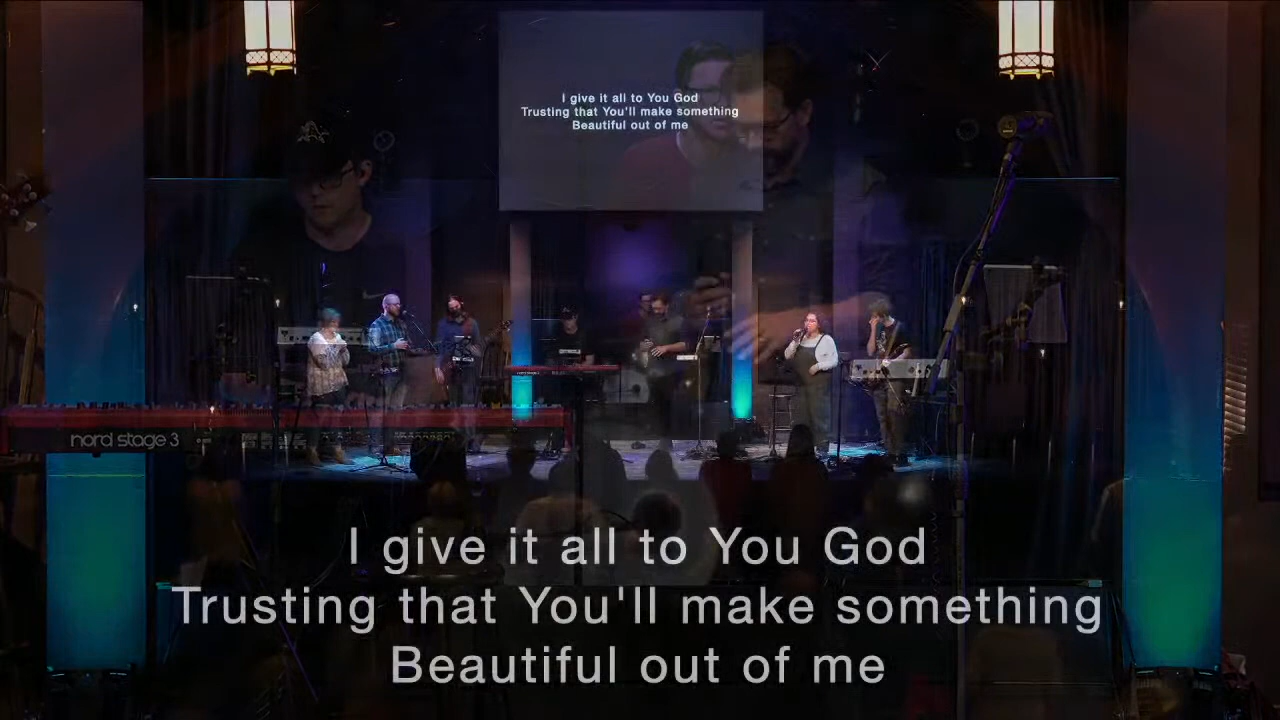 I give it all to You God
Trusting that You'll make something
Beautiful out of me
nord stage 3
I give it all to You God
Trusting that You'll make something
Beautiful out of me